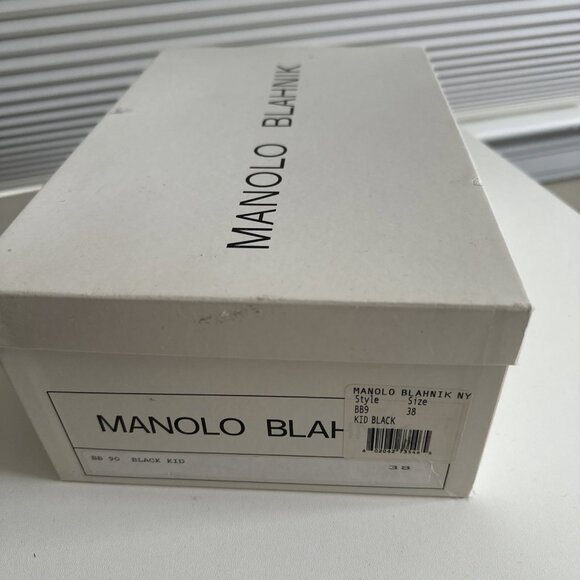 MANOLO BLAHNIK
MANOLO BLAHNIK NY
Style Size
BB9 38
KID BLACK
MANOLO BLAH
BB 90 BLACK KID 38